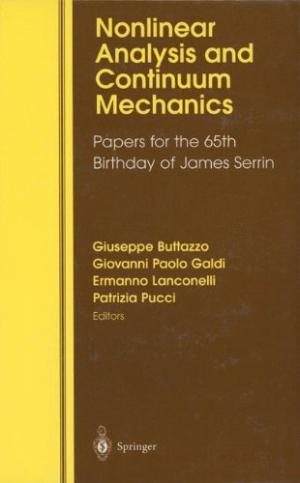 Nonlinear
Analysis and
Continuum
Mechanics
Papers for the 65th
Birthday of James Serrin
Giuseppe Buttazzo
Giovanni Paolo Galdi
Ermanno Lanconelli
Patrizia Pucci
Editors
Springer